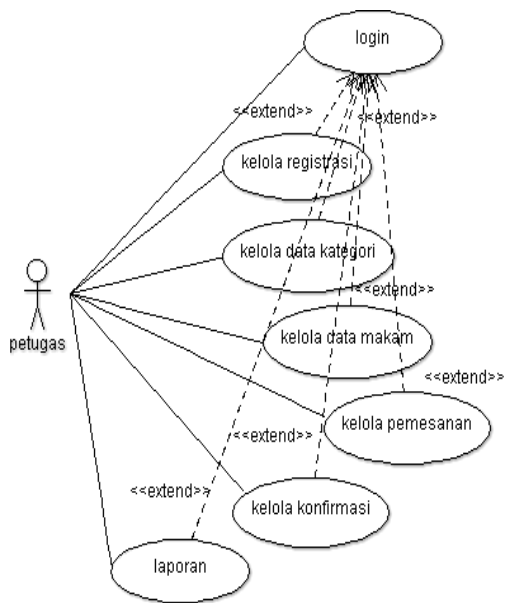 login
<<extend>>
<<extend>>
kelola registrasi
kelola data kategori
<<extend>>
kelola data makam
petugas
<<extend>>
kelola pemesanan
<<extend>>
<<extend>>
kelola konfirmasi
laporan